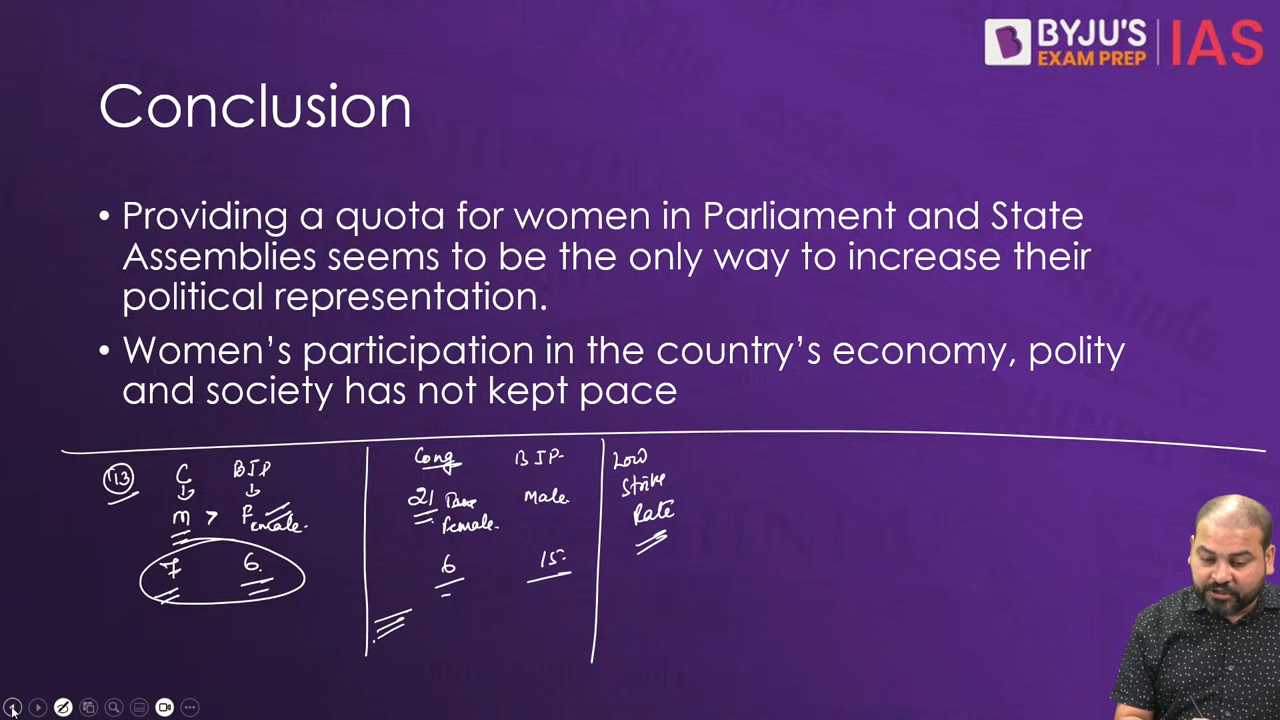 BYJU'S
EXAM PREP
IAS
Conclusion
• Providing a quota for women in Parliament and State
Assemblies seems to be the only way to increase their
political representation.
• Women's participation in the country's economy, polity
and society has not kept pace
13 C BJP
m > Female.
7 6.
Cong BJP
21 Male
Female.
6 15
Low
Strike
Rate